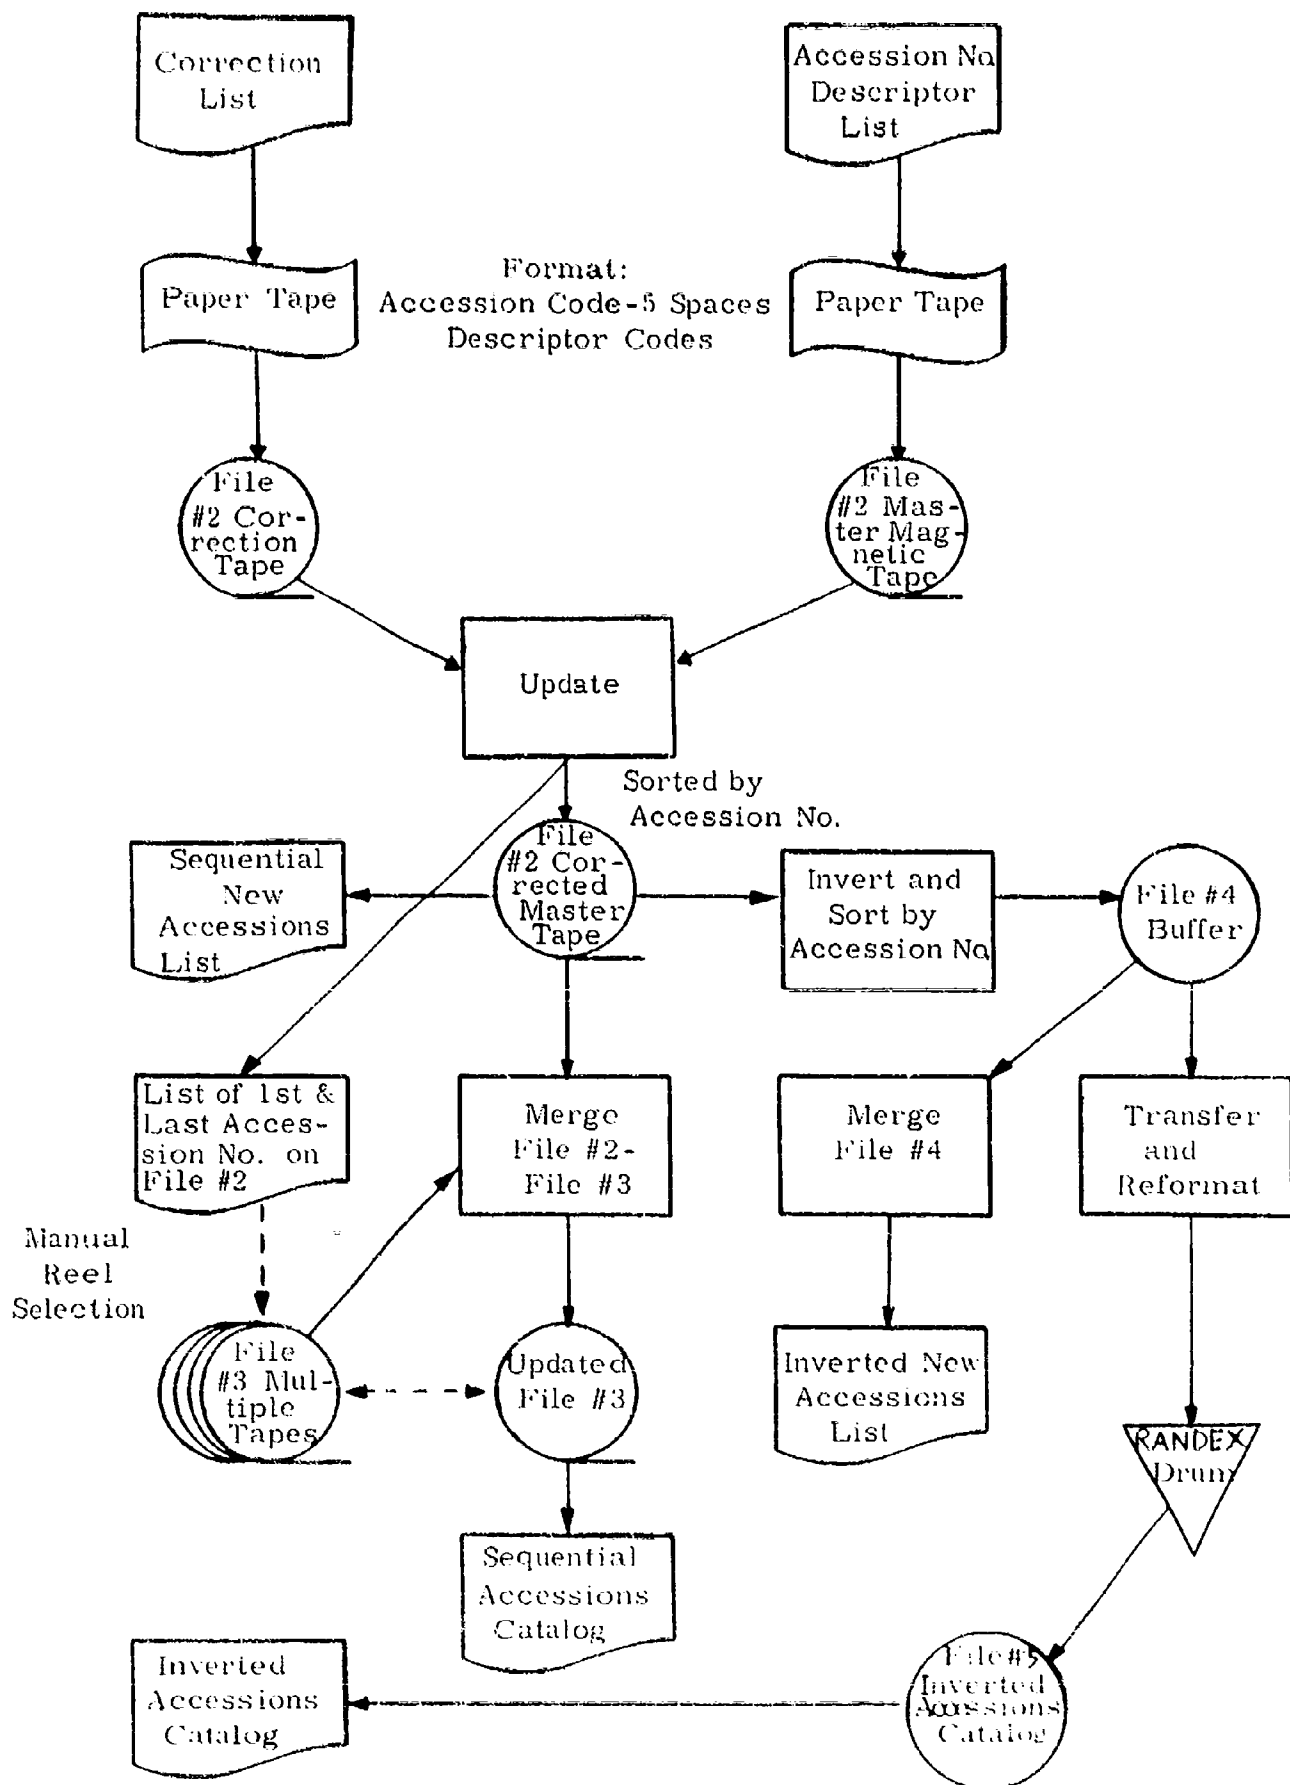 Correction
List
Accession No.
Descriptor
List
Paper Tape
Format:
Accession Code-5 Spaces
Descriptor Codes
Paper Tape
File
#2 Cor-
rection
Tape
File
#2 Mas-
ter Mag-
netic
Tape
Update
Sorted by
Accession No.
Sequential
New
Accessions
List
File
#2 Cor-
rected
Master
Tape
Invert and
Sort by
Accession No.
File #4
Buffer
List of 1st &
Last Acces-
sion No. on
File #2
Merge
File #2-
File #3
Merge
File #4
Transfer
and
Reformat
Manual
Reel
Selection
File
#3 Mul-
tiple
Tapes
Updated
File #3
Inverted New
Accessions
List
RANDEX
Drum
Sequential
Accessions
Catalog
Inverted
Accessions
Catalog
File #5
Inverted
Accessions
Catalog